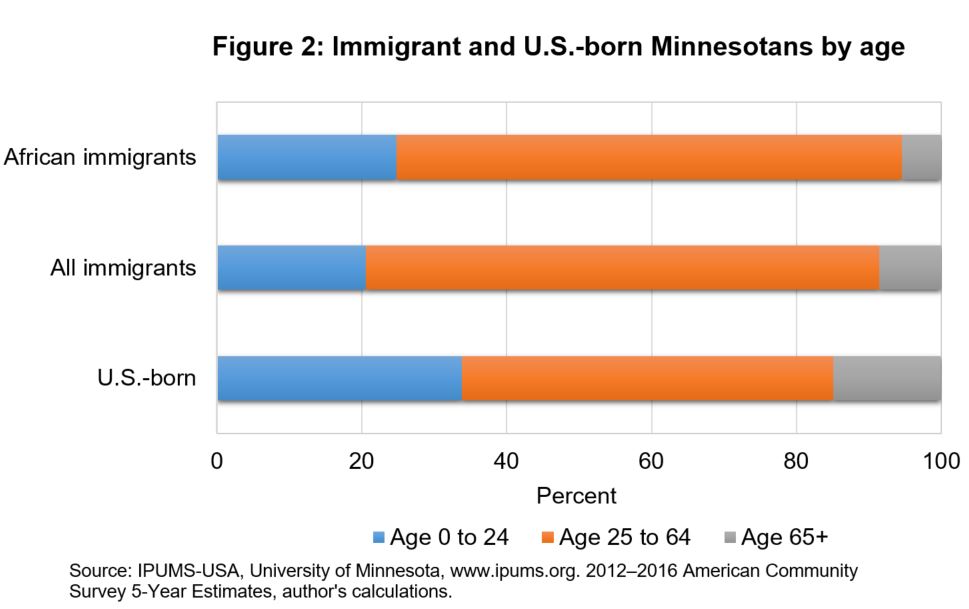 Figure 2: Immigrant and U.S.-born Minnesotans by age
African immigrants
All immigrants
U.S.-born
0 20 40 60 80 100
Percent
Age 0 to 24 Age 25 to 64 Age 65+
Source: IPUMS-USA, University of Minnesota, www.ipums.org. 2012–2016 American Community
Survey 5-Year Estimates, author's calculations.